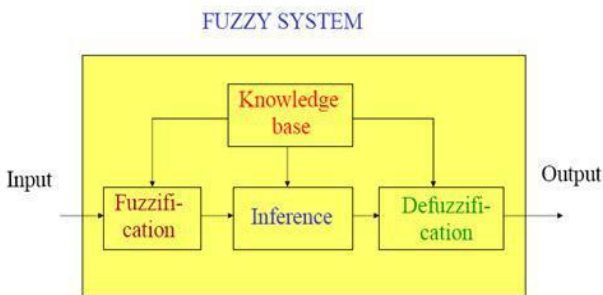 FUZZY SYSTEM
Knowledge
base
Input
Output
Fuzzifi-
cation
Inference
Defuzzifi-
cation